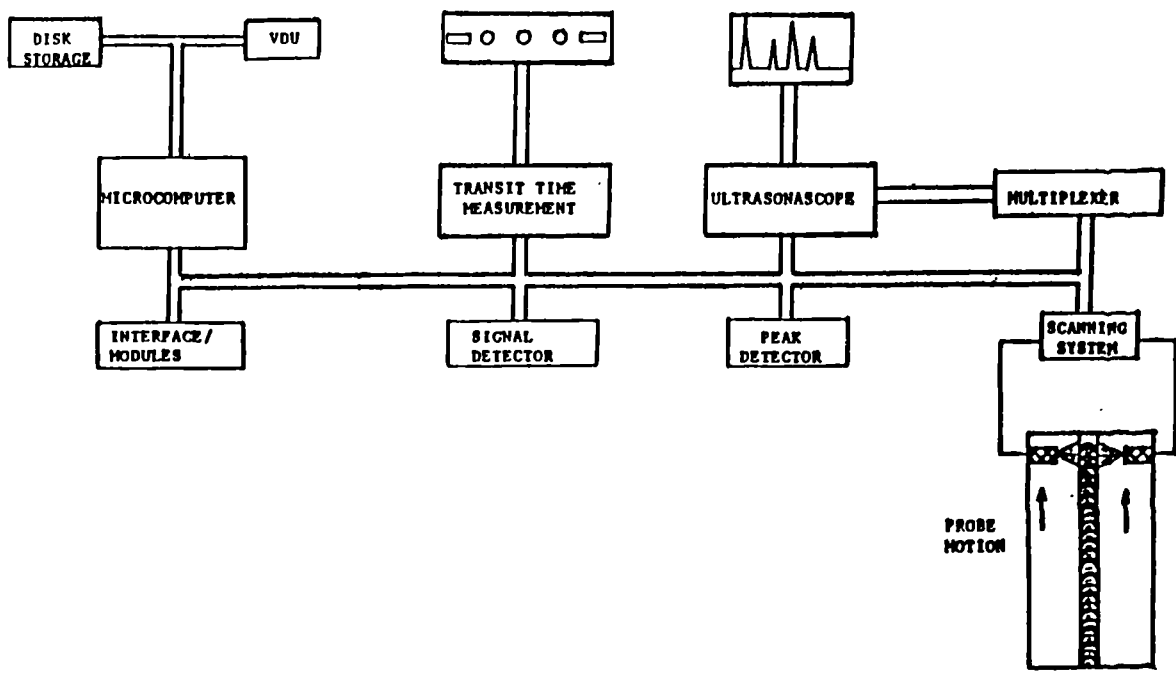 DISK
STORAGE
VDU
MICROCOMPUTER
TRANSIT TIME
MEASUREMENT
ULTRASONASCOPE
MULTIPLEXER
INTERFACE/
MODULES
SIGNAL
DETECTOR
PEAK
DETECTOR
SCANNING
SYSTEM
PROBE
MOTION